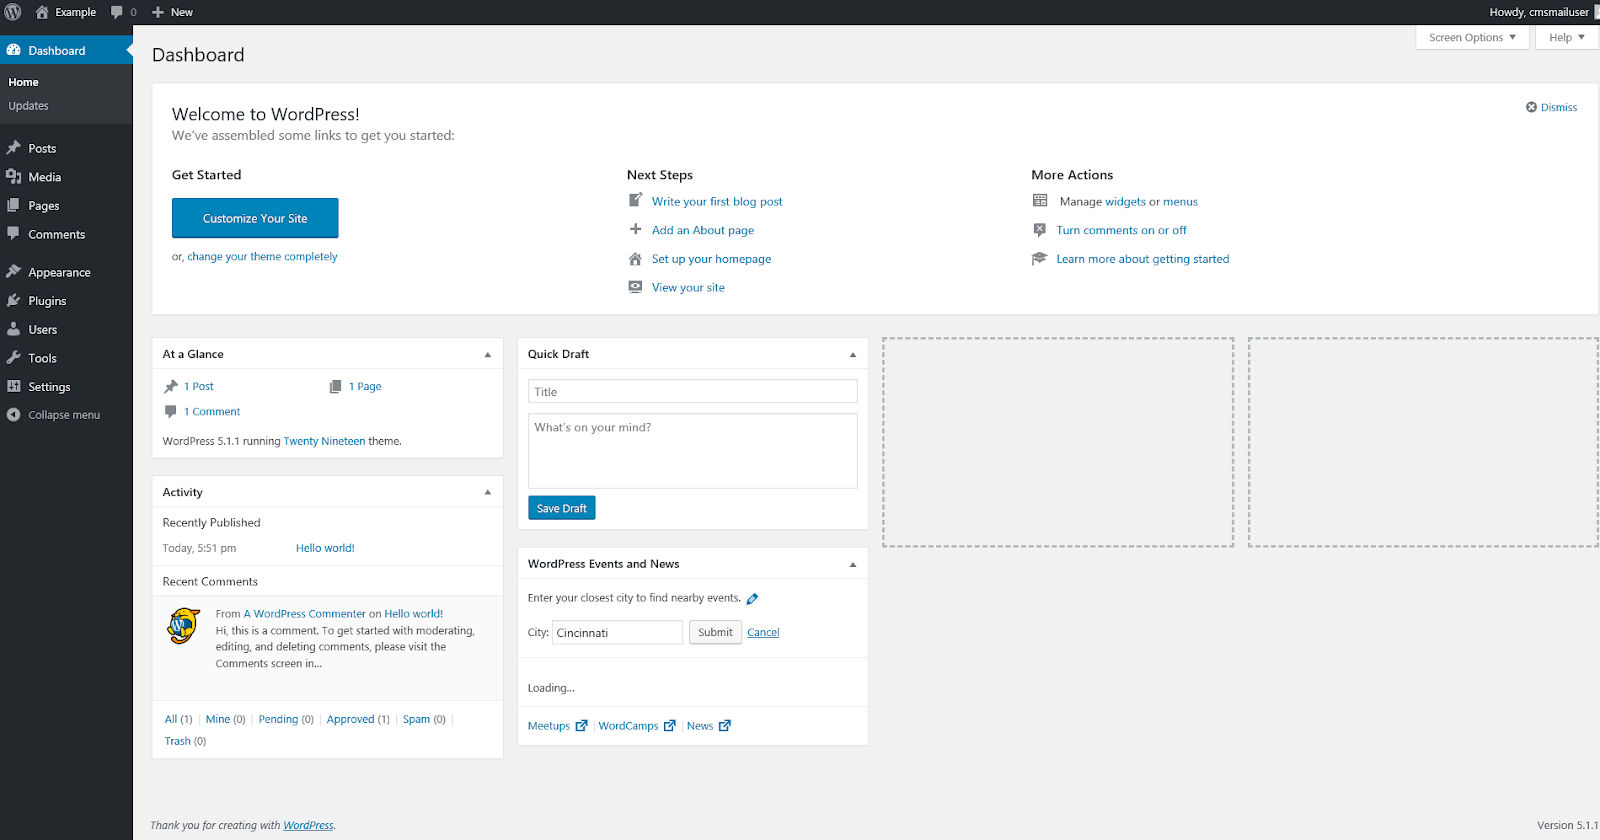 Example 0 New
Howdy, cmsmailuser
Dashboard
Home
Updates
Posts
Media
Pages
Comments
Appearance
Plugins
Users
Tools
Settings
Collapse menu
Screen Options
Help
Dashboard
Welcome to WordPress!
We've assembled some links to get you started:
Dismiss
Get Started
Customize Your Site
or, change your theme completely
Next Steps
Write your first blog post
Add an About page
Set up your homepage
View your site
More Actions
Manage widgets or menus
Turn comments on or off
Learn more about getting started
At a Glance
1 Post
1 Page
1 Comment
WordPress 5.1.1 running Twenty Nineteen theme.
Activity
Recently Published
Today, 5:51 pm Hello world!
Recent Comments
From A WordPress Commenter on Hello world!
Hi, this is a comment. To get started with moderating,
editing, and deleting comments, please visit the
Comments screen in...
All (1) | Mine (0) | Pending (0) | Approved (1) | Spam (0) |
Trash (0)
Quick Draft
Title
What's on your mind?
Save Draft
WordPress Events and News
Enter your closest city to find nearby events.
City: Cincinnati Submit Cancel
Loading...
Meetups | WordCamps | News
Thank you for creating with WordPress.
Version 5.1.1